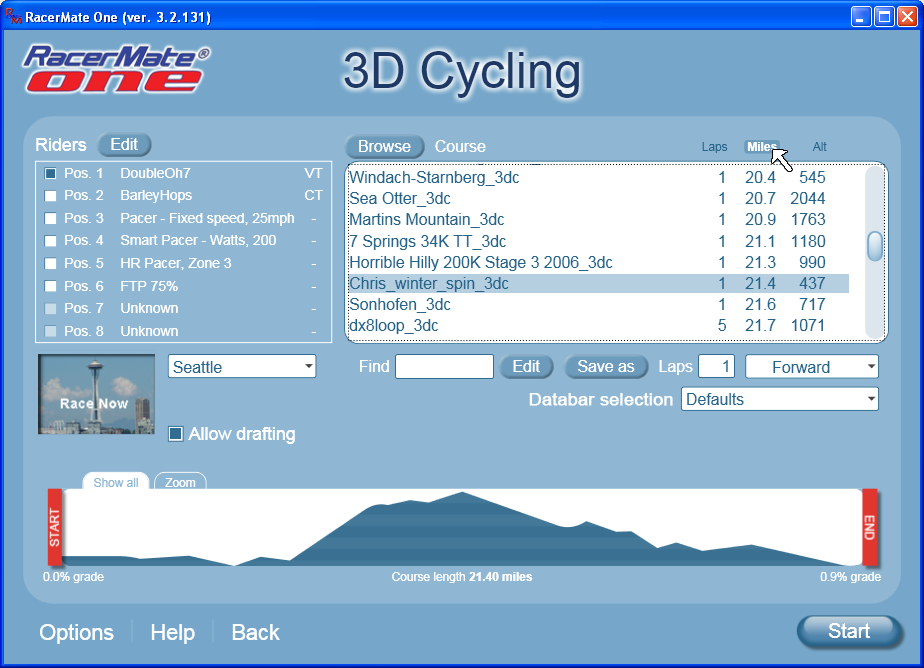 RacerMate One (ver. 3.2.131)
RacerMate®
one
3D Cycling
Riders Edit
Pos. 1 DoubleOh7 VT
Pos. 2 BarleyHops CT
Pos. 3 Pacer - Fixed speed, 25mph -
Pos. 4 Smart Pacer - Watts, 200 -
Pos. 5 HR Pacer, Zone 3 -
Pos. 6 FTP 75% -
Pos. 7 Unknown -
Pos. 8 Unknown -
Browse Course Laps Miles Alt
Windach-Starnberg_3dc 1 20.4 545
Sea Otter_3dc 1 20.7 2044
Martins Mountain_3dc 1 20.9 1763
7 Springs 34K TT_3dc 1 21.1 1180
Horrible Hilly 200K Stage 3 2006_3dc 1 21.3 990
Chris_winter_spin_3dc 1 21.4 437
Sonhofen_3dc 1 21.6 717
dx8loop_3dc 5 21.7 1071
Race Now
Seattle
Allow drafting
Find Edit Save as Laps 1 Forward
Databar selection Defaults
Show all Zoom
START
END
0.0% grade Course length 21.40 miles 0.9% grade
Options Help Back Start